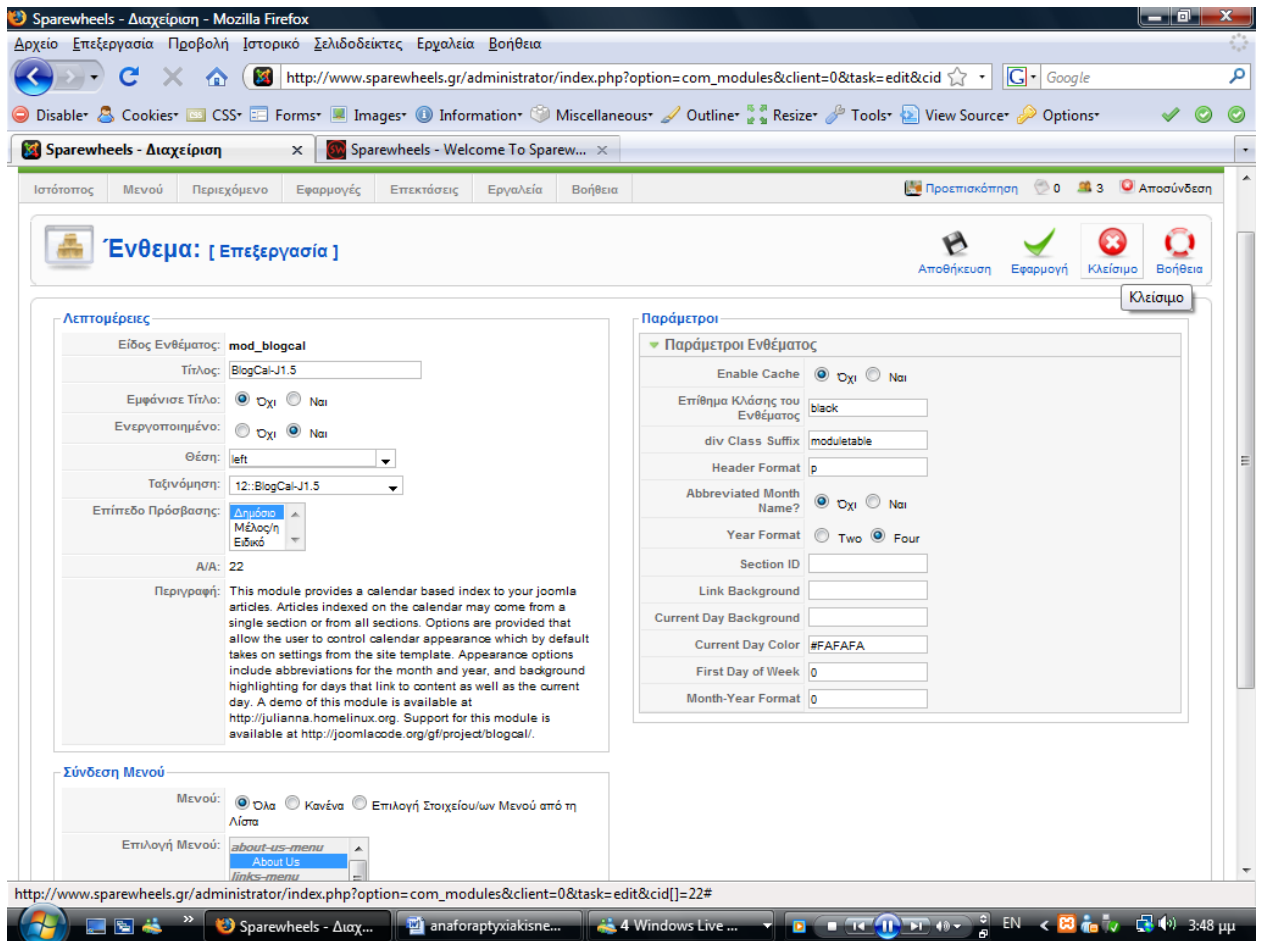 Sparewheels - Διαχείριση - Mozilla Firefox
Αρχείο Επεξεργασία Προβολή Ιστορικό Σελιδοδείκτες Εργαλεία Βοήθεια
http://www.sparewheels.gr/administrator/index.php?option=com_modules&client=0&task=edit&cid Google
Disable Cookies CSS Forms Images Information Miscellaneous Outline Resize Tools View Source Options
Sparewheels - Διαχείριση Sparewheels - Welcome To Sparew...
Ιστότοπος Μενού Περιεχόμενο Εφαρμογές Επεκτάσεις Εργαλεία Βοήθεια Προεπισκόπηση 0 3 Αποσύνδεση
Ένθεμα: [ Επεξεργασία ]
Αποθήκευση Εφαρμογή Κλείσιμο Βοήθεια
Κλείσιμο
Λεπτομέρειες
Είδος Ενθέματος: mod_blogcal
Τίτλος: BlogCal-J1.5
Εμφάνισε Τίτλο: Όχι Ναι
Ενεργοποιημένο: Όχι Ναι
Θέση: left
Ταξινόμηση: 12::BlogCal-J1.5
Επίπεδο Πρόσβασης: Δημόσιο
Μέλος/η
Ειδικό
Α/Α: 22
Περιγραφή: This module provides a calendar based index to your joomla
articles. Articles indexed on the calendar may come from a
single section or from all sections. Options are provided that
allow the user to control calendar appearance which by default
takes on settings from the site template. Appearance options
include abbreviations for the month and year, and background
highlighting for days that link to content as well as the current
day. A demo of this module is available at
http://julianna.homelinux.org. Support for this module is
available at http://joomlacode.org/gf/project/blogcal/.
Παράμετροι
Παράμετροι Ενθέματος
Enable Cache Όχι Ναι
Επίθημα Κλάσης του
Ενθέματος black
div Class Suffix moduletable
Header Format p
Abbreviated Month
Name? Όχι Ναι
Year Format Two Four
Section ID
Link Background
Current Day Background
Current Day Color #FAFAFA
First Day of Week 0
Month-Year Format 0
Σύνδεση Μενού
Μενού: Όλα Κανένα Επιλογή Στοιχείου/ων Μενού από τη
Λίστα
Επιλογή Μενού: about-us-menu
About Us
links-menu
http://www.sparewheels.gr/administrator/index.php?option=com_modules&client=0&task=edit&cid[]=22#
Sparewheels - Διαχ... anaforaptyxiakisne... 4 Windows Live ... EN 3:48 μμ